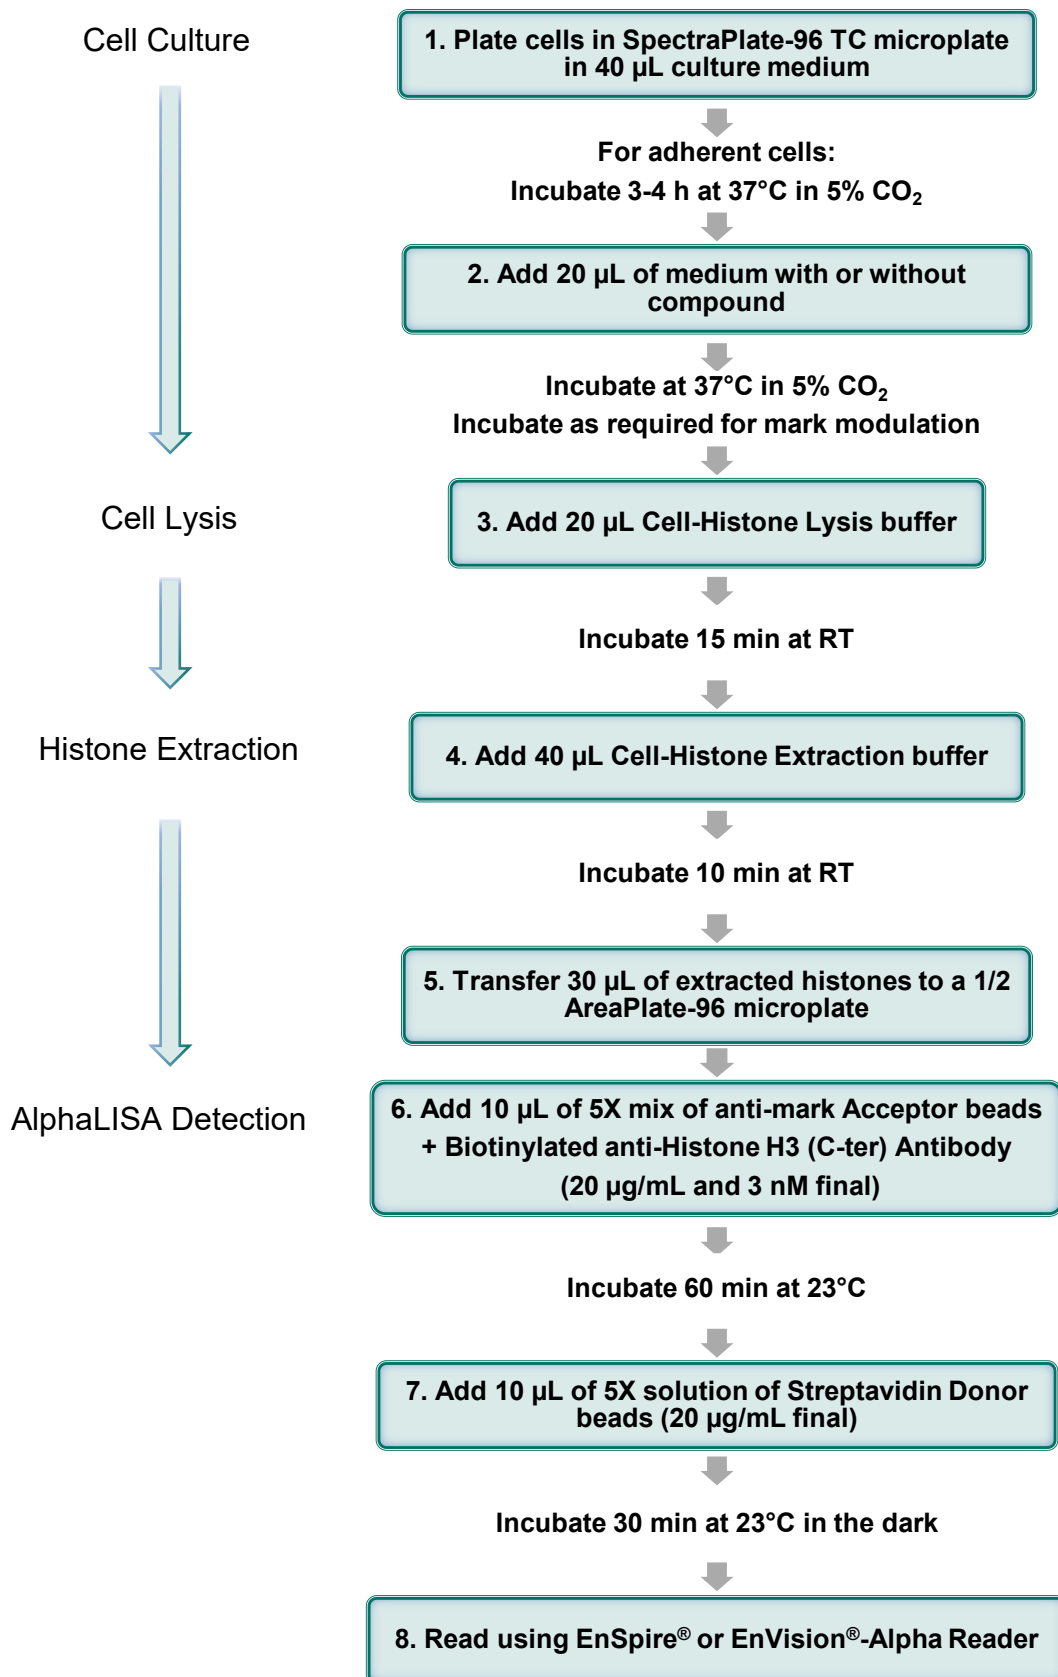 Cell Culture
1. Plate cells in SpectraPlate-96 TC microplate
in 40 µL culture medium
For adherent cells:
Incubate 3-4 h at 37°C in 5% CO₂
2. Add 20 µL of medium with or without
compound
Incubate at 37°C in 5% CO₂
Incubate as required for mark modulation
Cell Lysis
3. Add 20 µL Cell-Histone Lysis buffer
Incubate 15 min at RT
Histone Extraction
4. Add 40 µL Cell-Histone Extraction buffer
Incubate 10 min at RT
5. Transfer 30 µL of extracted histones to a 1/2
AreaPlate-96 microplate
AlphaLISA Detection
6. Add 10 µL of 5X mix of anti-mark Acceptor beads
+ Biotinylated anti-Histone H3 (C-ter) Antibody
(20 µg/mL and 3 nM final)
Incubate 60 min at 23°C
7. Add 10 µL of 5X solution of Streptavidin Donor
beads (20 µg/mL final)
Incubate 30 min at 23°C in the dark
8. Read using EnSpire® or EnVision®-Alpha Reader